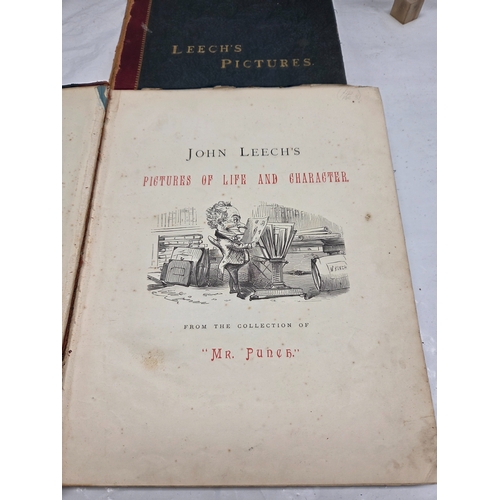 LEECH'S
PICTURES.
JOHN LEECH'S
PICTURES OF LIFE AND CHARACTER.
FROM THE COLLECTION OF
"MR. PUNCH."